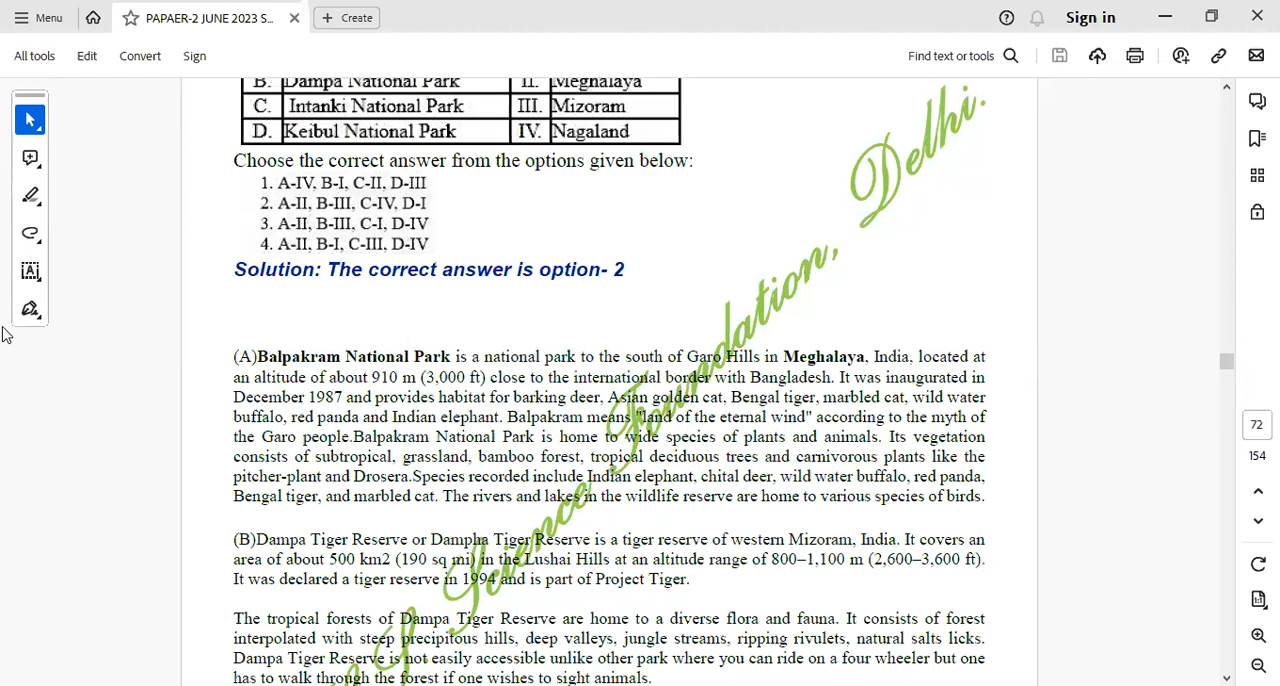 Menu
PAPAER-2 JUNE 2023 S...
Create
Sign in
All tools
Edit
Convert
Sign
Find text or tools
B. Dampa National Park II. Meghalaya
C. Intanki National Park III. Mizoram
D. Keibul National Park IV. Nagaland
Choose the correct answer from the options given below:
1. A-IV, B-I, C-II, D-III
2. A-II, B-III, C-IV, D-I
3. A-II, B-III, C-I, D-IV
4. A-II, B-I, C-III, D-IV
Solution: The correct answer is option- 2
(A)Balpakram National Park is a national park to the south of Garo Hills in Meghalaya, India, located at
an altitude of about 910 m (3,000 ft) close to the international border with Bangladesh. It was inaugurated in
December 1987 and provides habitat for barking deer, Asian golden cat, Bengal tiger, marbled cat, wild water
buffalo, red panda and Indian elephant. Balpakram means "land of the eternal wind" according to the myth of
the Garo people.Balpakram National Park is home to wide species of plants and animals. Its vegetation
consists of subtropical, grassland, bamboo forest, tropical deciduous trees and carnivorous plants like the
pitcher-plant and Drosera.Species recorded include Indian elephant, chital deer, wild water buffalo, red panda,
Bengal tiger, and marbled cat. The rivers and lakes in the wildlife reserve are home to various species of birds.
(B)Dampa Tiger Reserve or Dampha Tiger Reserve is a tiger reserve of western Mizoram, India. It covers an
area of about 500 km2 (190 sq mi) in the Lushai Hills at an altitude range of 800–1,100 m (2,600–3,600 ft).
It was declared a tiger reserve in 1994 and is part of Project Tiger.
The tropical forests of Dampa Tiger Reserve are home to a diverse flora and fauna. It consists of forest
interpolated with steep precipitous hills, deep valleys, jungle streams, ripping rivulets, natural salts licks.
Dampa Tiger Reserve is not easily accessible unlike other park where you can ride on a four wheeler but one
has to walk through the forest if one wishes to sight animals.
S Science Foundation, Delhi.
72
154